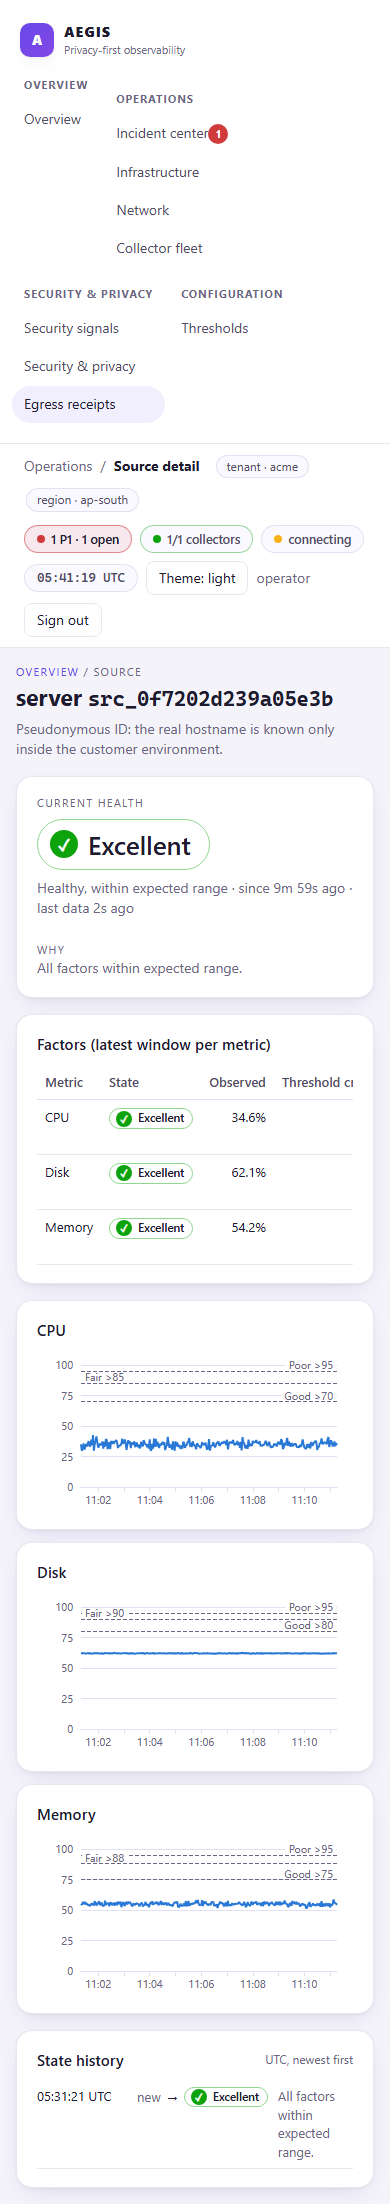 A
AEGIS
Privacy-first observability
OVERVIEW
Overview
OPERATIONS
Incident center 1
Infrastructure
Network
Collector fleet
SECURITY & PRIVACY
Security signals
Security & privacy
Egress receipts
CONFIGURATION
Thresholds
Operations / Source detail
tenant · acme
region · ap-south
1 P1 · 1 open
1/1 collectors
connecting
05:41:19 UTC
Theme: light
operator
Sign out
OVERVIEW / SOURCE
server src_0f7202d239a05e3b
Pseudonymous ID: the real hostname is known only
inside the customer environment.
CURRENT HEALTH
Excellent
Healthy, within expected range · since 9m 59s ago ·
last data 2s ago
WHY
All factors within expected range.
Factors (latest window per metric)
Metric State Observed Threshold cr
CPU Excellent 34.6%
Disk Excellent 62.1%
Memory Excellent 54.2%
CPU
100
75
50
25
0
Poor >95
Fair >85
Good >70
11:02 11:04 11:06 11:08 11:10
Disk
100
75
50
25
0
Poor >95
Fair >90
Good >80
11:02 11:04 11:06 11:08 11:10
Memory
100
75
50
25
0
Poor >95
Fair >88
Good >75
11:02 11:04 11:06 11:08 11:10
State history
UTC, newest first
05:31:21 UTC new → Excellent
All factors
within
expected
range.